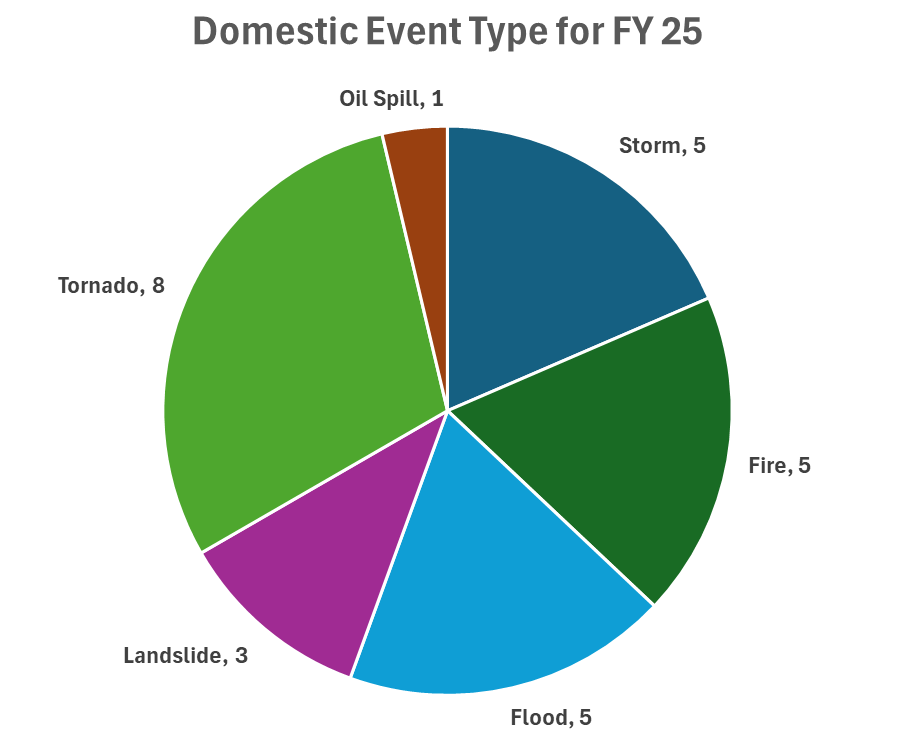 Domestic Event Type for FY 25
Oil Spill, 1
Storm, 5
Tornado, 8
Fire, 5
Landslide, 3
Flood, 5